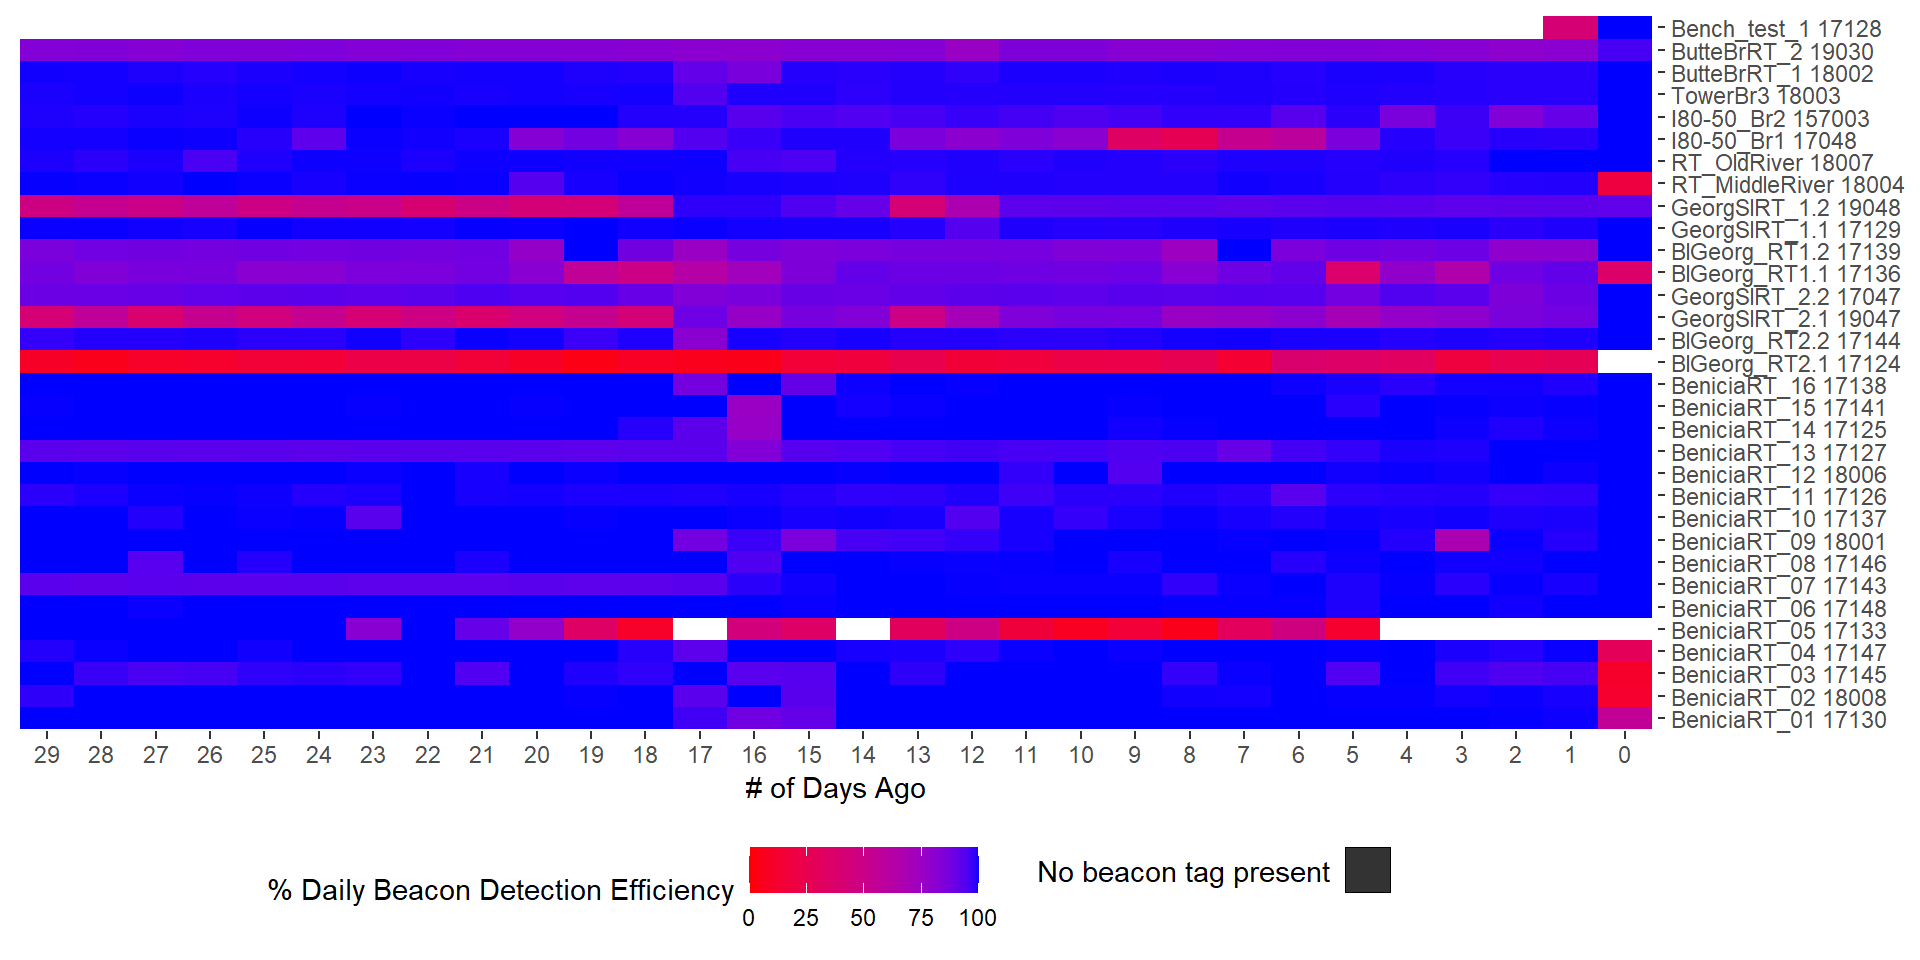 Bench_test_1 17128
ButteBrRT_2 19030
ButteBrRT_1 18002
TowerBr3 18003
I80-50_Br2 157003
I80-50_Br1 17048
RT_OldRiver 18007
RT_MiddleRiver 18004
GeorgSlRT_1.2 19048
GeorgSlRT_1.1 17129
BlGeorg_RT1.2 17139
BlGeorg_RT1.1 17136
GeorgSlRT_2.2 17047
GeorgSlRT_2.1 19047
BlGeorg_RT2.2 17144
BlGeorg_RT2.1 17124
BeniciaRT_16 17138
BeniciaRT_15 17141
BeniciaRT_14 17125
BeniciaRT_13 17127
BeniciaRT_12 18006
BeniciaRT_11 17126
BeniciaRT_10 17137
BeniciaRT_09 18001
BeniciaRT_08 17146
BeniciaRT_07 17143
BeniciaRT_06 17148
BeniciaRT_05 17133
BeniciaRT_04 17147
BeniciaRT_03 17145
BeniciaRT_02 18008
BeniciaRT_01 17130
29 28 27 26 25 24 23 22 21 20 19 18 17 16 15 14 13 12 11 10 9 8 7 6 5 4 3 2 1 0
# of Days Ago
% Daily Beacon Detection Efficiency
0 25 50 75 100
No beacon tag present